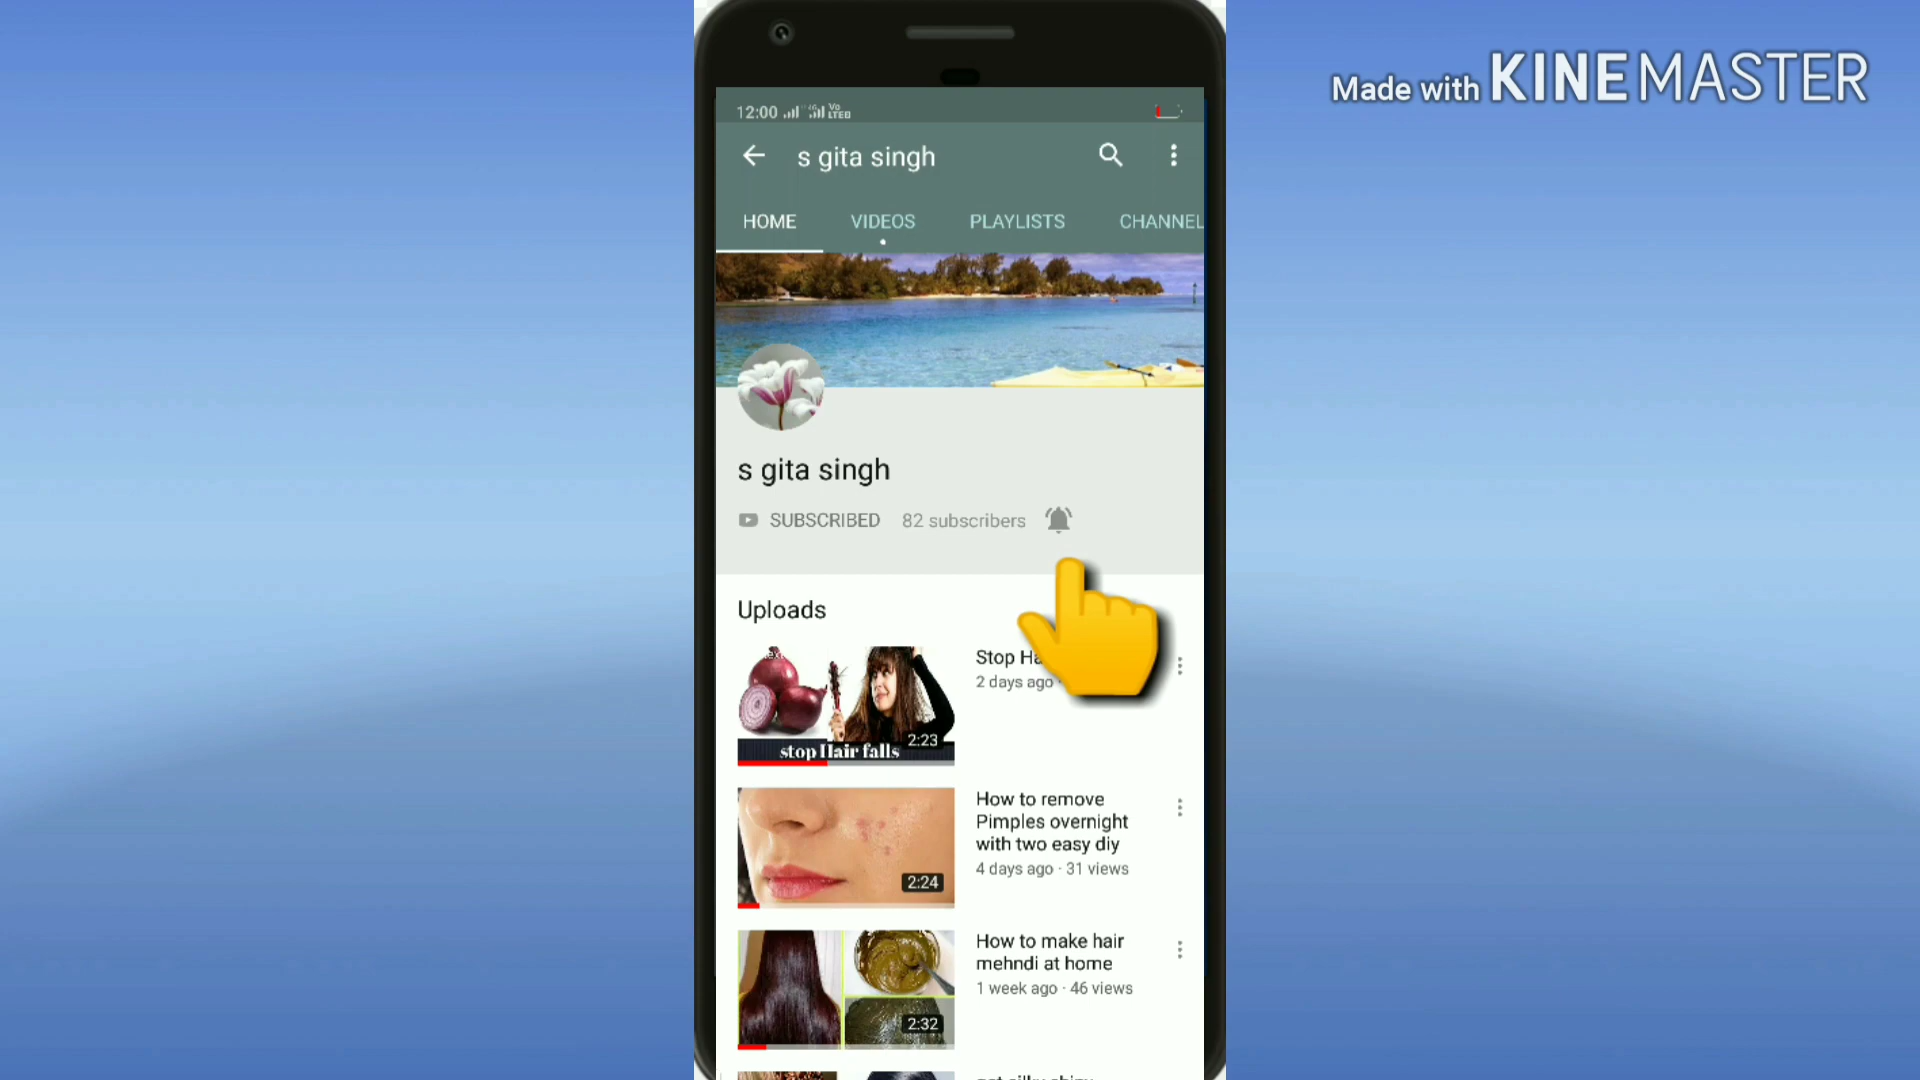 Made with KINEMASTER
12:00
s gita singh
HOME VIDEOS PLAYLISTS CHANNEL
s gita singh
SUBSCRIBED 82 subscribers
Uploads
stop Hair falls
2:23
Stop
2 days ago
2:24
How to remove
Pimples overnight
with two easy diy
4 days ago · 31 views
2:32
How to make hair
mehndi at home
1 week ago · 46 views